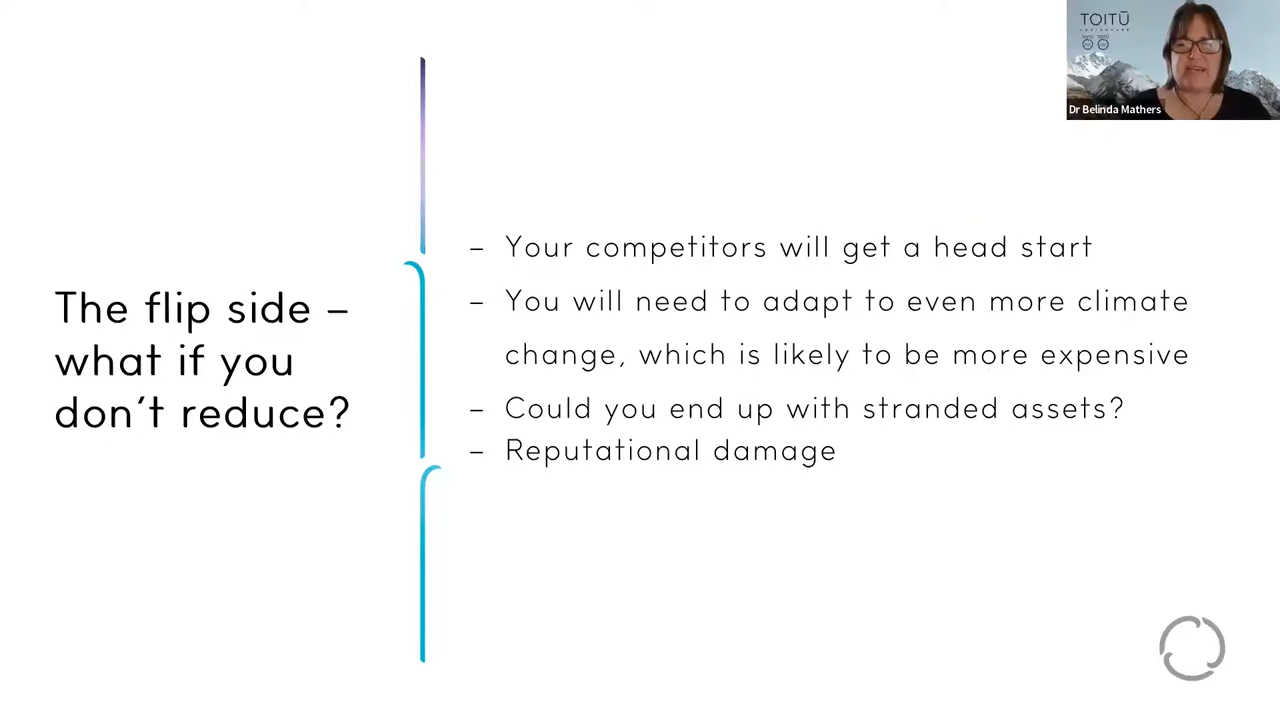 The flip side –
what if you
don't reduce?
– Your competitors will get a head start
– You will need to adapt to even more climate
change, which is likely to be more expensive
– Could you end up with stranded assets?
– Reputational damage
TOITŪ
Dr Belinda Mathers